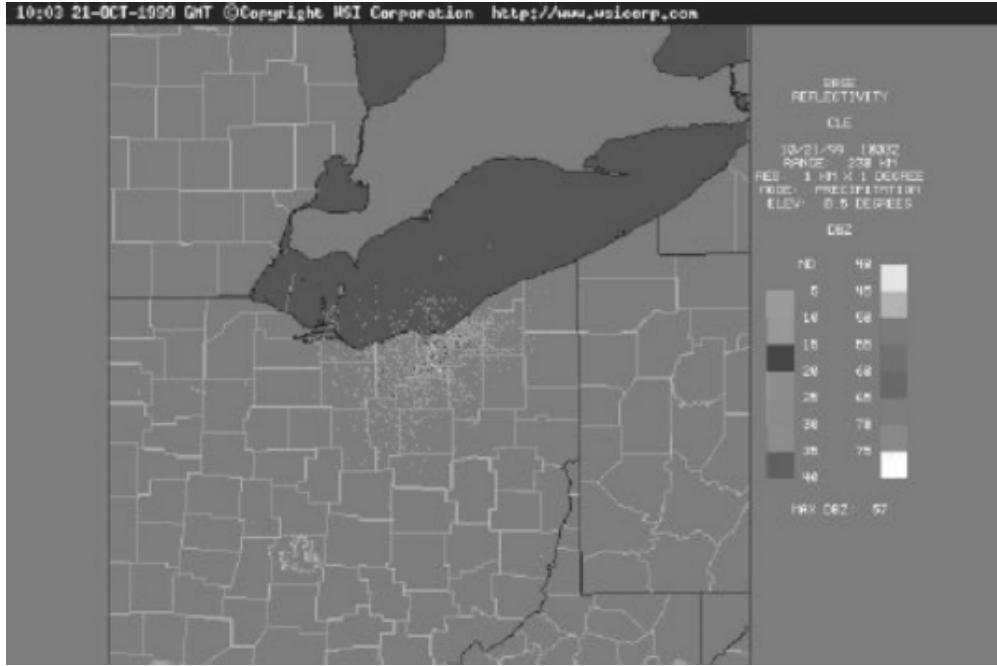 10:03 21-OCT-1999 GMT ©Copyright WSI Corporation http://www.wsicorp.com
BASE
REFLECTIVITY
CLE
10/21/99 1003Z
RANGE: 230 KM
RES: 1 KM X 1 DEGREE
MODE: PRECIPITATION
ELEV: 0.5 DEGREES
DBZ
ND 40
5 45
10 50
15 55
20 60
25 65
30 70
35 75
40
MAX DBZ: 57